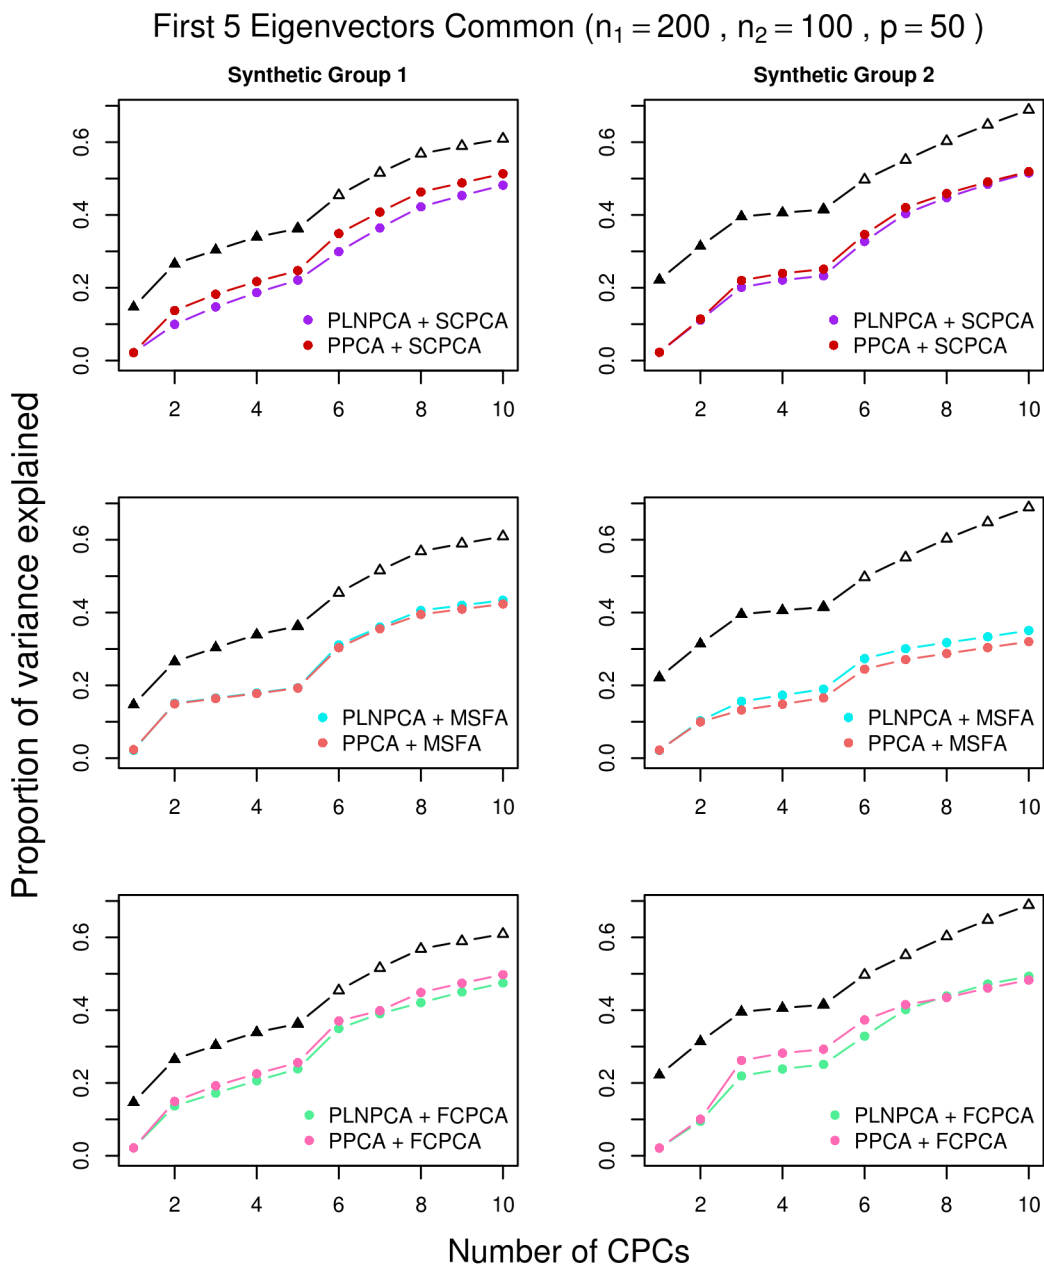 First 5 Eigenvectors Common (n₁ = 200 , n₂ = 100 , p = 50 )
Synthetic Group 1
Synthetic Group 2
Proportion of variance explained
0.6
0.4
0.2
0.0
PLNPCA + SCPCA
PPCA + SCPCA
2 4 6 8 10
0.6
0.4
0.2
0.0
PLNPCA + SCPCA
PPCA + SCPCA
2 4 6 8 10
0.6
0.4
0.2
0.0
PLNPCA + MSFA
PPCA + MSFA
2 4 6 8 10
0.6
0.4
0.2
0.0
PLNPCA + MSFA
PPCA + MSFA
2 4 6 8 10
0.6
0.4
0.2
0.0
PLNPCA + FCPCA
PPCA + FCPCA
2 4 6 8 10
0.6
0.4
0.2
0.0
PLNPCA + FCPCA
PPCA + FCPCA
2 4 6 8 10
Number of CPCs